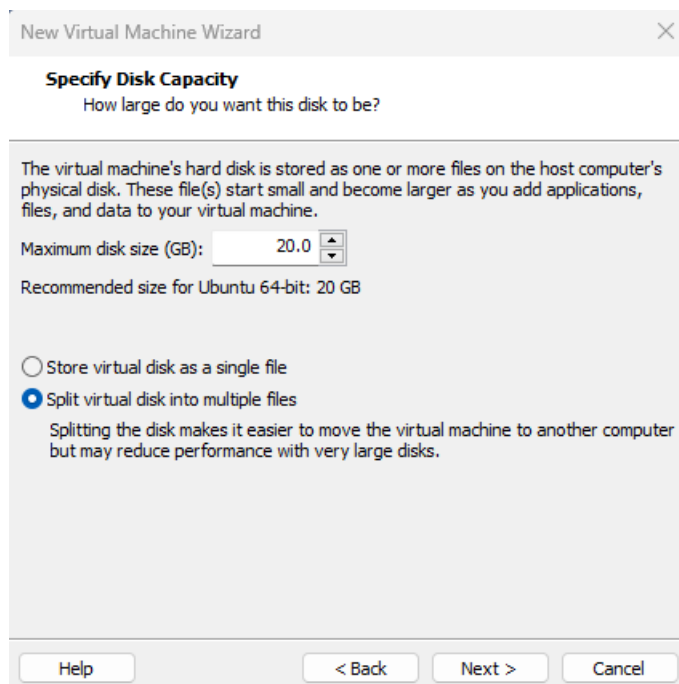 New Virtual Machine Wizard
Specify Disk Capacity
How large do you want this disk to be?
The virtual machine's hard disk is stored as one or more files on the host computer's
physical disk. These file(s) start small and become larger as you add applications,
files, and data to your virtual machine.
Maximum disk size (GB): 20.0
Recommended size for Ubuntu 64-bit: 20 GB
Store virtual disk as a single file
Split virtual disk into multiple files
Splitting the disk makes it easier to move the virtual machine to another computer
but may reduce performance with very large disks.
Help < Back Next > Cancel